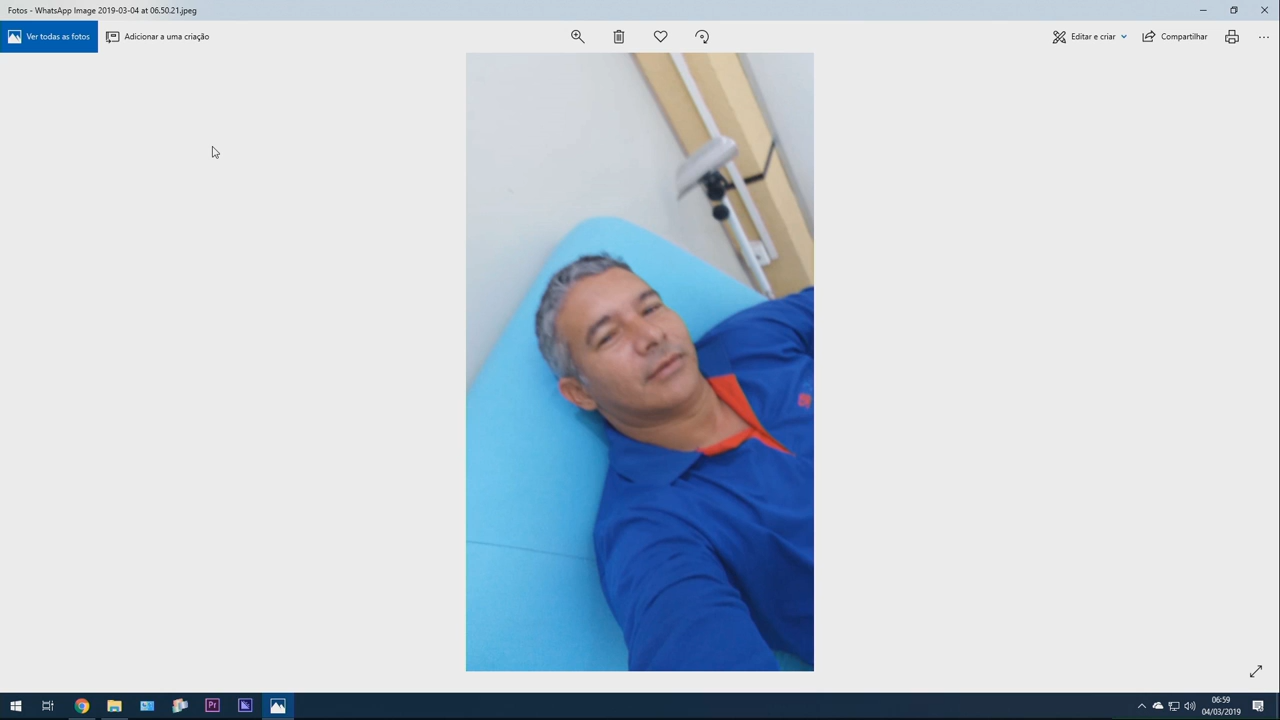 Fotos - WhatsApp Image 2019-03-04 at 06.50.21.jpeg
Ver todas as fotos
Adicionar a uma criação
Editar e criar
Compartilhar
Pr
06:59
04/03/2019